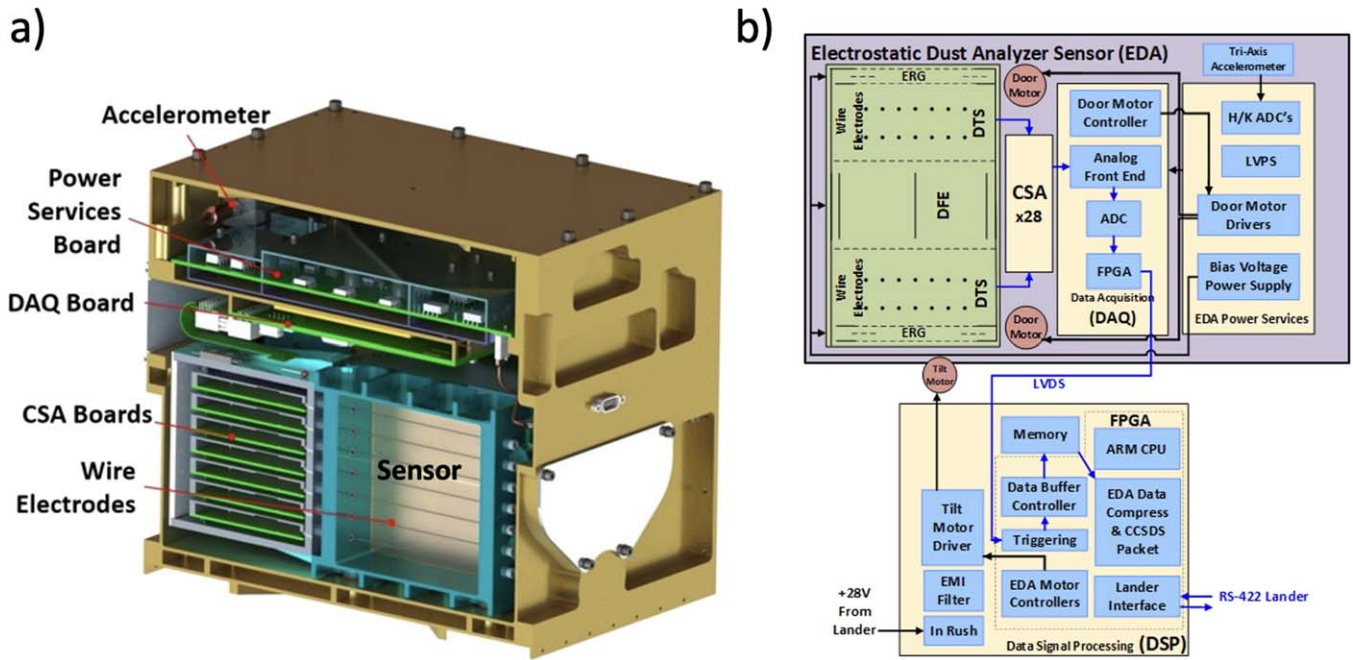 a)
Accelerometer
Power
Services
Board
DAQ Board
CSA Boards
Wire
Electrodes
Sensor
b)
Electrostatic Dust Analyzer Sensor (EDA)
ERG
Wire
Electrodes
DTS
DFE
Wire
Electrodes
DTS
ERG
Door
Motor
CSA
x28
Door
Motor
Door Motor
Controller
Analog
Front End
ADC
FPGA
Data Acquisition
(DAQ)
Tri-Axis
Accelerometer
H/K ADC's
LVPS
Door Motor
Drivers
Bias Voltage
Power Supply
EDA Power Services
Tilt
Motor
LVDS
FPGA
Memory
ARM CPU
Data Buffer
Controller
EDA Data
Compress
& CCSDS
Packet
Tilt
Motor
Driver
Triggering
EMI
Filter
EDA Motor
Controllers
Lander
Interface
RS-422 Lander
+28V
From
Lander
In Rush
Data Signal Processing (DSP)